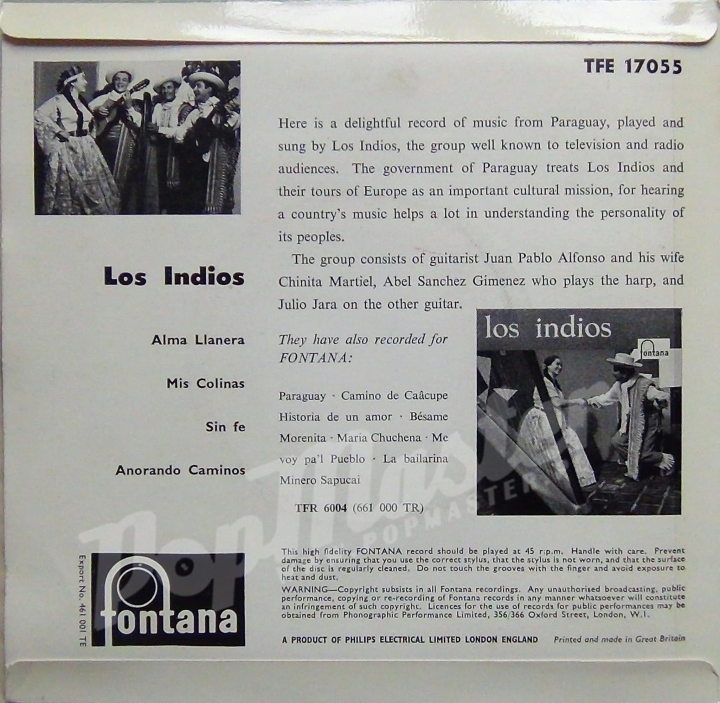 TFE 17055
Here is a delightful record of music from Paraguay, played and
sung by Los Indios, the group well known to television and radio
audiences. The government of Paraguay treats Los Indios and
their tours of Europe as an important cultural mission, for hearing
a country's music helps a lot in understanding the personality of
its peoples.
The group consists of guitarist Juan Pablo Alfonso and his wife
Chinita Martiel, Abel Sanchez Gimenez who plays the harp, and
Julio Jara on the other guitar.
Los Indios
Alma Llanera
Mis Colinas
Sin fe
Anorando Caminos
They have also recorded for
FONTANA:
Paraguay · Camino de Caâcupe
Historia de un amor · Bésame
Morenita · Maria Chuchena · Me
voy pa'l Pueblo · La bailarina
Minero Sapucai
TFR 6004 (661 000 TR)
los indios
fontana
PopMaster
POPMASTER
Export No. 461 001 TE
fontana
This high fidelity FONTANA record should be played at 45 r.p.m. Handle with care. Prevent
damage by ensuring that you use the correct stylus, that the stylus is not worn, and that the surface
of the disc is regularly cleaned. Do not touch the grooves with the finger and avoid exposure to
heat and dust.
WARNING—Copyright subsists in all Fontana recordings. Any unauthorised broadcasting, public
performance, copying or re-recording of Fontana records in any manner whatsoever will constitute
an infringement of such copyright. Licences for the use of records for public performances may be
obtained from Phonographic Performance Limited, 356/366 Oxford Street, London, W.1.
A PRODUCT OF PHILIPS ELECTRICAL LIMITED LONDON ENGLAND
Printed and made in Great Britain